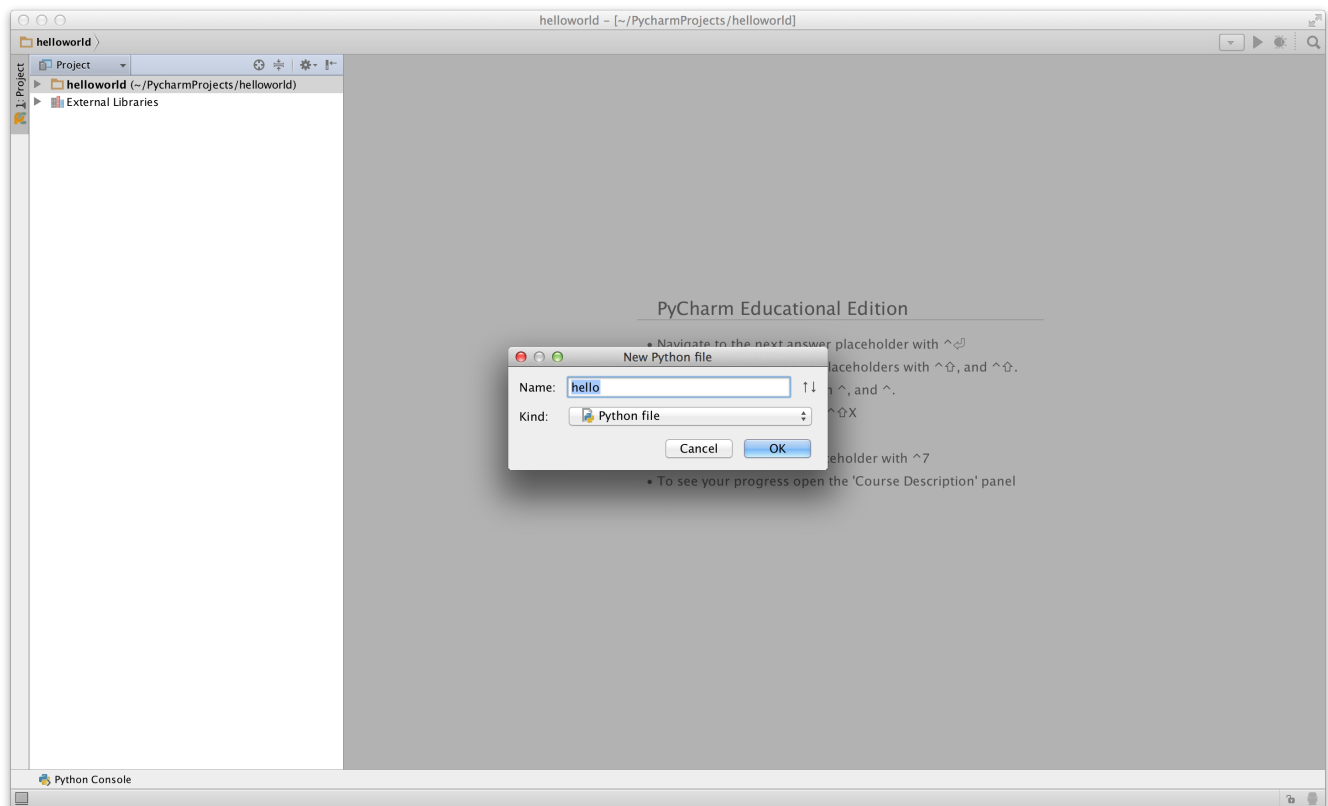 helloworld – [~/PycharmProjects/helloworld]
helloworld
1: Project
Project
helloworld (~/PycharmProjects/helloworld)
External Libraries
PyCharm Educational Edition
• Navigate to the next answer placeholder with ^⏎
laceholders with ^⇧, and ^⇧.
^, and ^.
^⇧X
eholder with ^7
• To see your progress open the 'Course Description' panel
New Python file
Name: hello
Kind: Python file
Cancel OK
Python Console